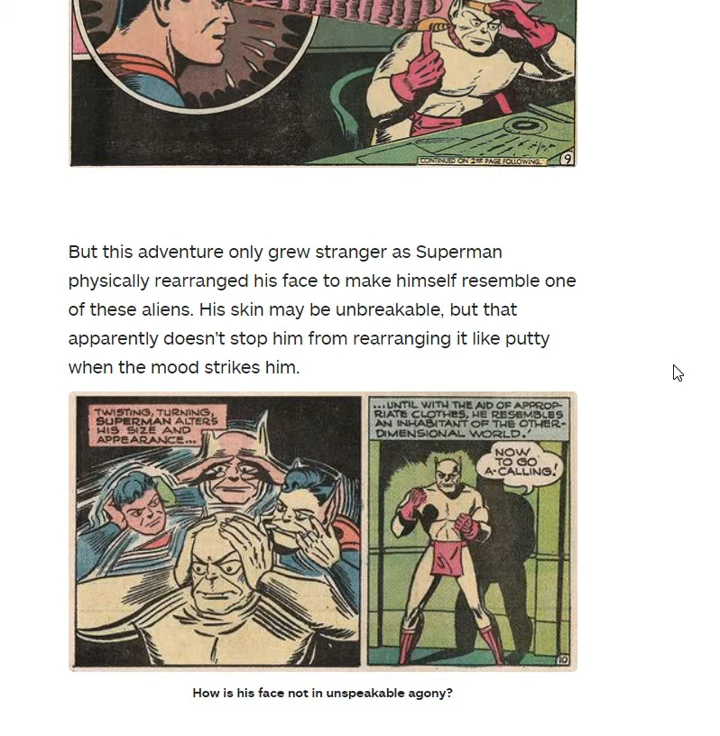 CONTINUED ON 2ND PAGE FOLLOWING.
9
But this adventure only grew stranger as Superman
physically rearranged his face to make himself resemble one
of these aliens. His skin may be unbreakable, but that
apparently doesn't stop him from rearranging it like putty
when the mood strikes him.
TWISTING, TURNING,
SUPERMAN ALTERS
HIS SIZE AND
APPEARANCE...
...UNTIL WITH THE AID OF APPROP-
RIATE CLOTHES, HE RESEMBLES
AN INHABITANT OF THE OTHER-
DIMENSIONAL WORLD.'
NOW
TO GO
A-CALLING!
10
How is his face not in unspeakable agony?